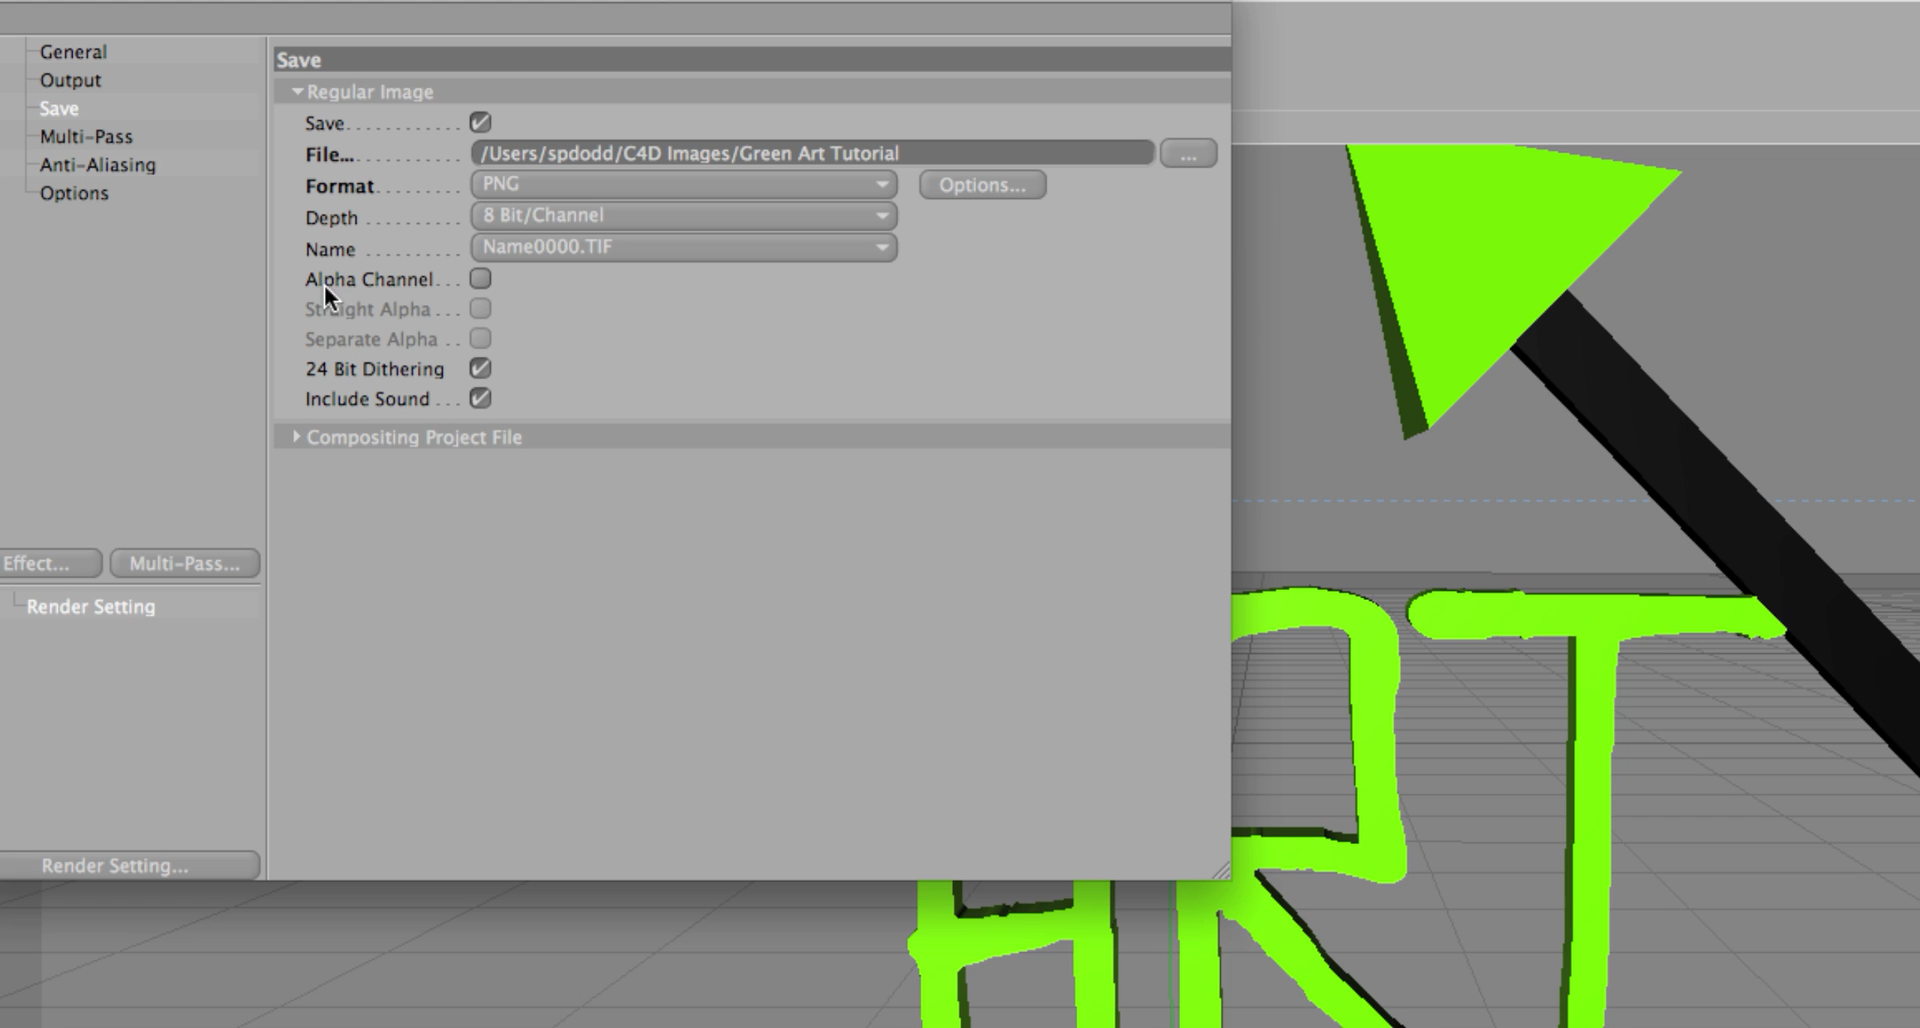 General
Output
Save
Multi-Pass
Anti-Aliasing
Options
Effect...
Multi-Pass...
Render Setting
Render Setting...
Save
Regular Image
Save
File... /Users/spdodd/C4D Images/Green Art Tutorial ...
Format PNG Options...
Depth 8 Bit/Channel
Name Name0000.TIF
Alpha Channel
Straight Alpha
Separate Alpha
24 Bit Dithering
Include Sound
Compositing Project File
ART